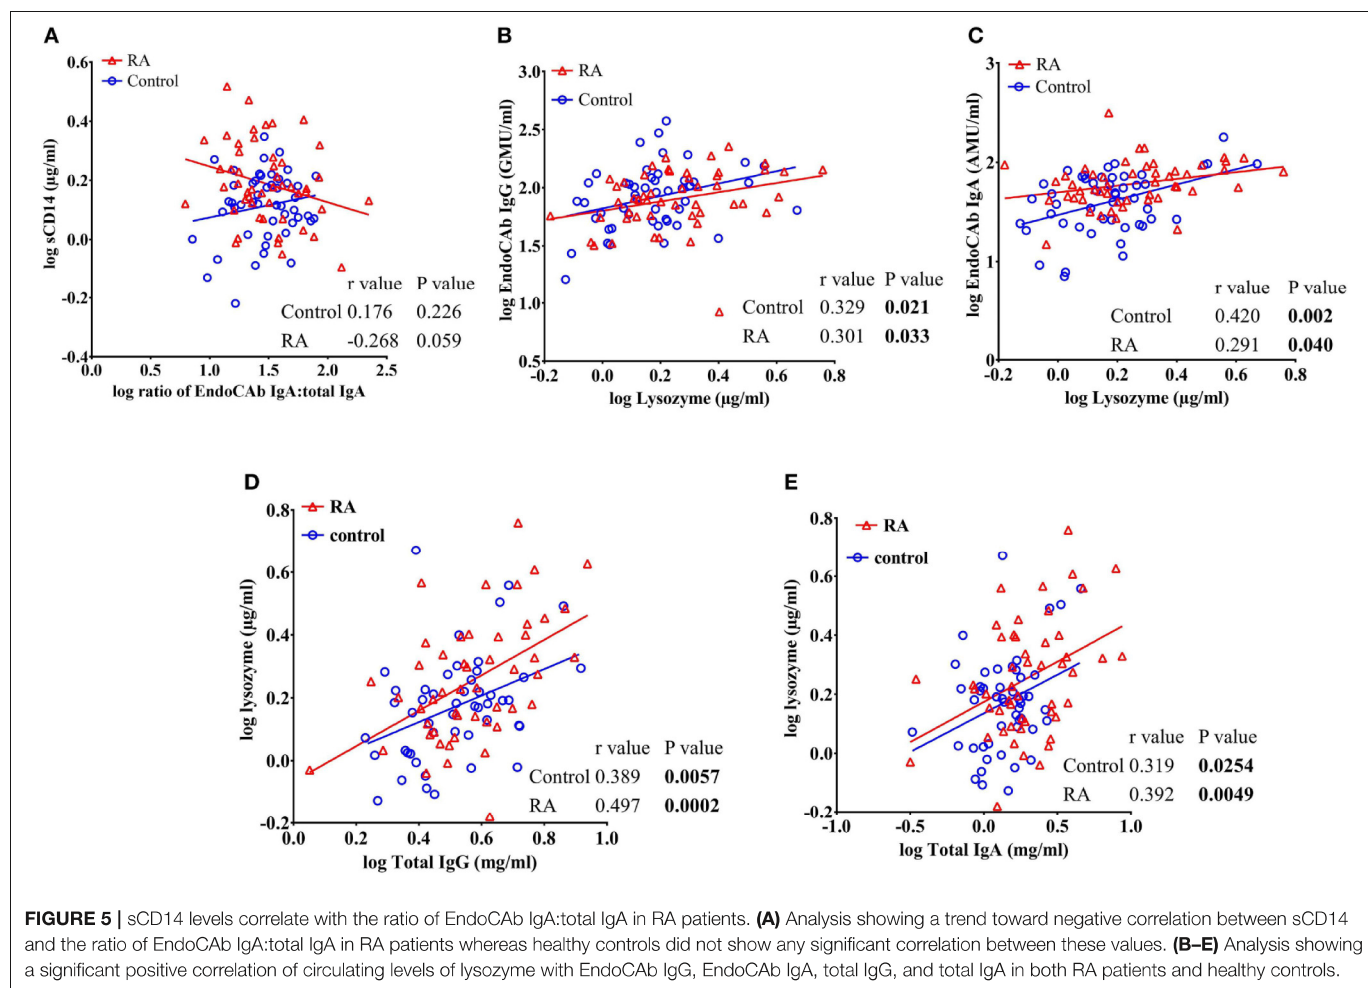 A
RA
Control
log sCD14 (µg/ml)
0.6
0.4
0.2
0.0
-0.2
-0.4
0.0 0.5 1.0 1.5 2.0 2.5
log ratio of EndoCAb IgA:total IgA
r value P value
Control 0.176 0.226
RA -0.268 0.059
B
RA
Control
log EndoCAb IgG (GMU/ml)
3.0
2.5
2.0
1.5
1.0
0.5
-0.2 0.0 0.2 0.4 0.6 0.8
log Lysozyme (µg/ml)
r value P value
Control 0.329 0.021
RA 0.301 0.033
C
RA
Control
log EndoCAb IgA (AMU/ml)
3
2
1
0
-0.2 0.0 0.2 0.4 0.6 0.8
log Lysozyme (µg/ml)
r value P value
Control 0.420 0.002
RA 0.291 0.040
D
RA
control
log lysozyme (µg/ml)
0.8
0.6
0.4
0.2
0.0
-0.2
0.0 0.2 0.4 0.6 0.8 1.0
log Total IgG (mg/ml)
r value P value
Control 0.389 0.0057
RA 0.497 0.0002
E
RA
control
log lysozyme (µg/ml)
0.8
0.6
0.4
0.2
0.0
-0.2
-1.0 -0.5 0.0 0.5 1.0
log Total IgA (mg/ml)
r value P value
Control 0.319 0.0254
RA 0.392 0.0049
FIGURE 5 | sCD14 levels correlate with the ratio of EndoCAb IgA:total IgA in RA patients. (A) Analysis showing a trend toward negative correlation between sCD14
and the ratio of EndoCAb IgA:total IgA in RA patients whereas healthy controls did not show any significant correlation between these values. (B–E) Analysis showing
a significant positive correlation of circulating levels of lysozyme with EndoCAb IgG, EndoCAb IgA, total IgG, and total IgA in both RA patients and healthy controls.